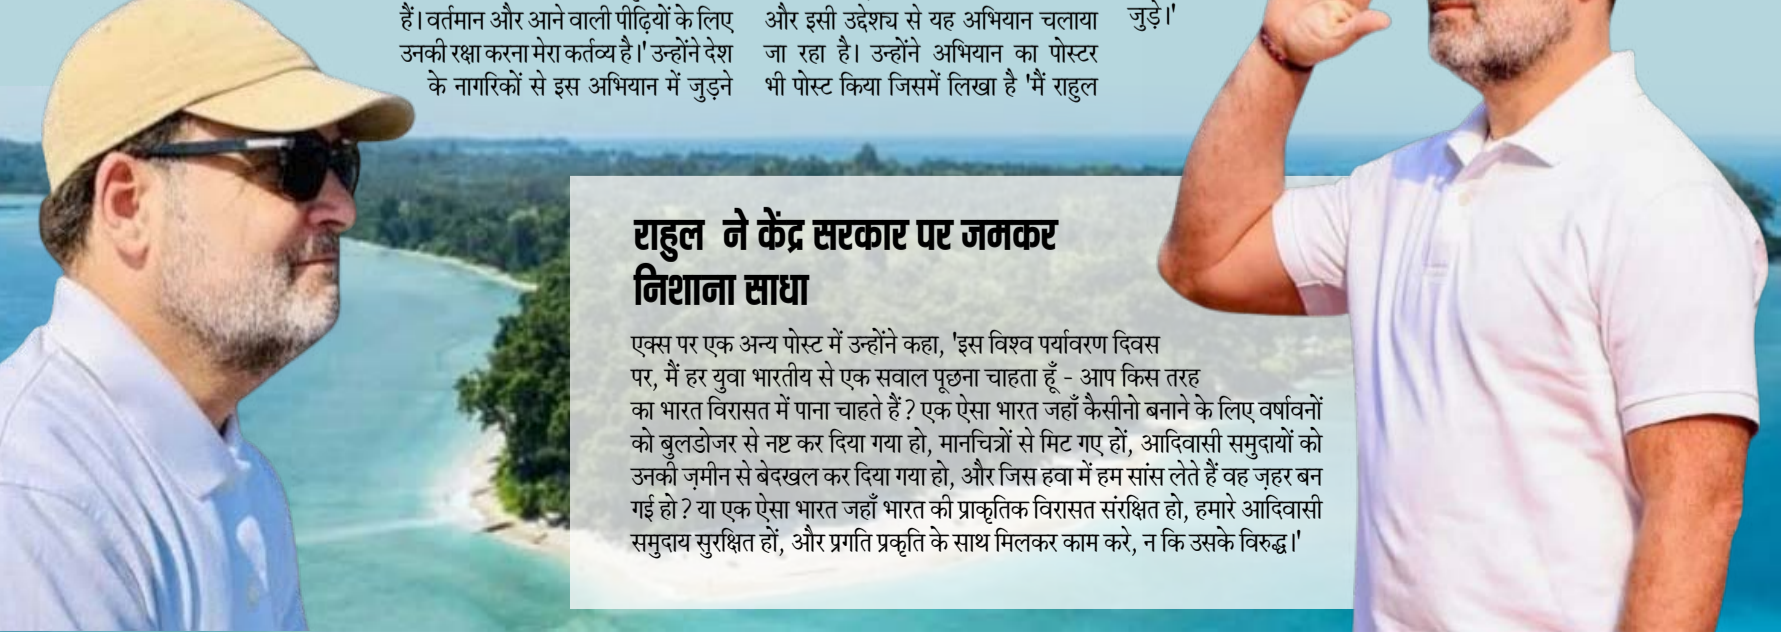 हैं। वर्तमान और आने वाली पीढ़ियों के लिए
उनकी रक्षा करना मेरा कर्तव्य है।' उन्होंने देश
के नागरिकों से इस अभियान में जुड़ने
और इसी उद्देश्य से यह अभियान चलाया
जा रहा है। उन्होंने अभियान का पोस्टर
भी पोस्ट किया जिसमें लिखा है 'मैं राहुल
जुड़े।'
राहुल ने केंद्र सरकार पर जमकर
निशाना साधा
एक्स पर एक अन्य पोस्ट में उन्होंने कहा, 'इस विश्व पर्यावरण दिवस
पर, मैं हर युवा भारतीय से एक सवाल पूछना चाहता हूँ - आप किस तरह
का भारत विरासत में पाना चाहते हैं? एक ऐसा भारत जहाँ कैसीनो बनाने के लिए वर्षावनों
को बुलडोजर से नष्ट कर दिया गया हो, मानचित्रों से मिट गए हों, आदिवासी समुदायों को
उनकी ज़मीन से बेदखल कर दिया गया हो, और जिस हवा में हम सांस लेते हैं वह ज़हर बन
गई हो? या एक ऐसा भारत जहाँ भारत की प्राकृतिक विरासत संरक्षित हो, हमारे आदिवासी
समुदाय सुरक्षित हों, और प्रगति प्रकृति के साथ मिलकर काम करे, न कि उसके विरुद्ध।'